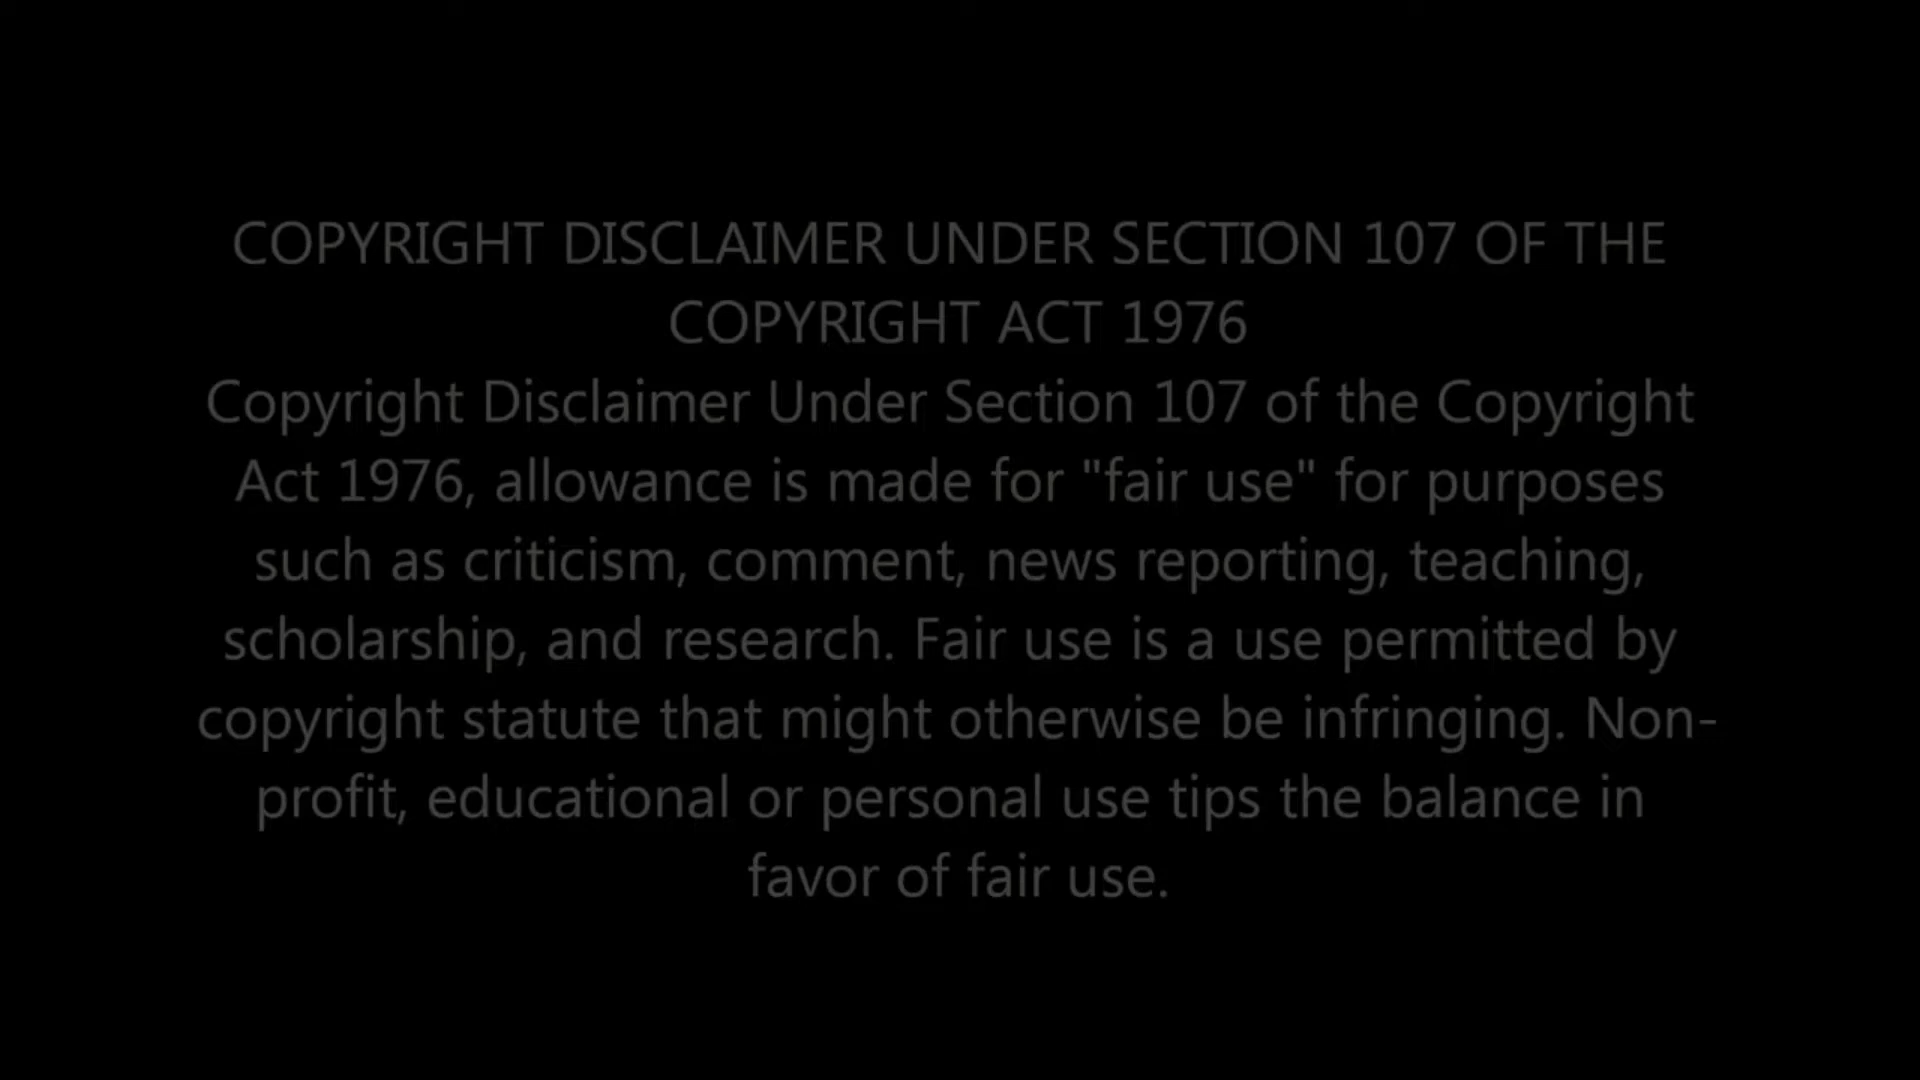 COPYRIGHT DISCLAIMER UNDER SECTION 107 OF THE
COPYRIGHT ACT 1976
Copyright Disclaimer Under Section 107 of the Copyright
Act 1976, allowance is made for "fair use" for purposes
such as criticism, comment, news reporting, teaching,
scholarship, and research. Fair use is a use permitted by
copyright statute that might otherwise be infringing. Non-
profit, educational or personal use tips the balance in
favor of fair use.